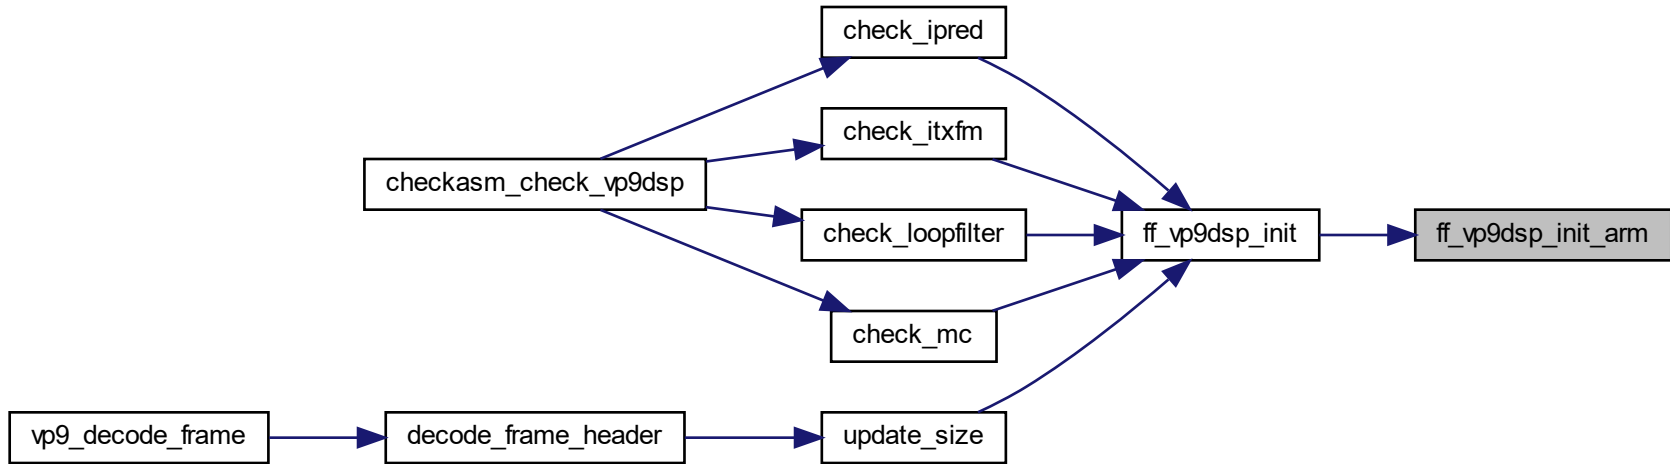 check_ipred
check_itxfm
checkasm_check_vp9dsp
check_loopfilter
ff_vp9dsp_init
ff_vp9dsp_init_arm
check_mc
vp9_decode_frame
decode_frame_header
update_size